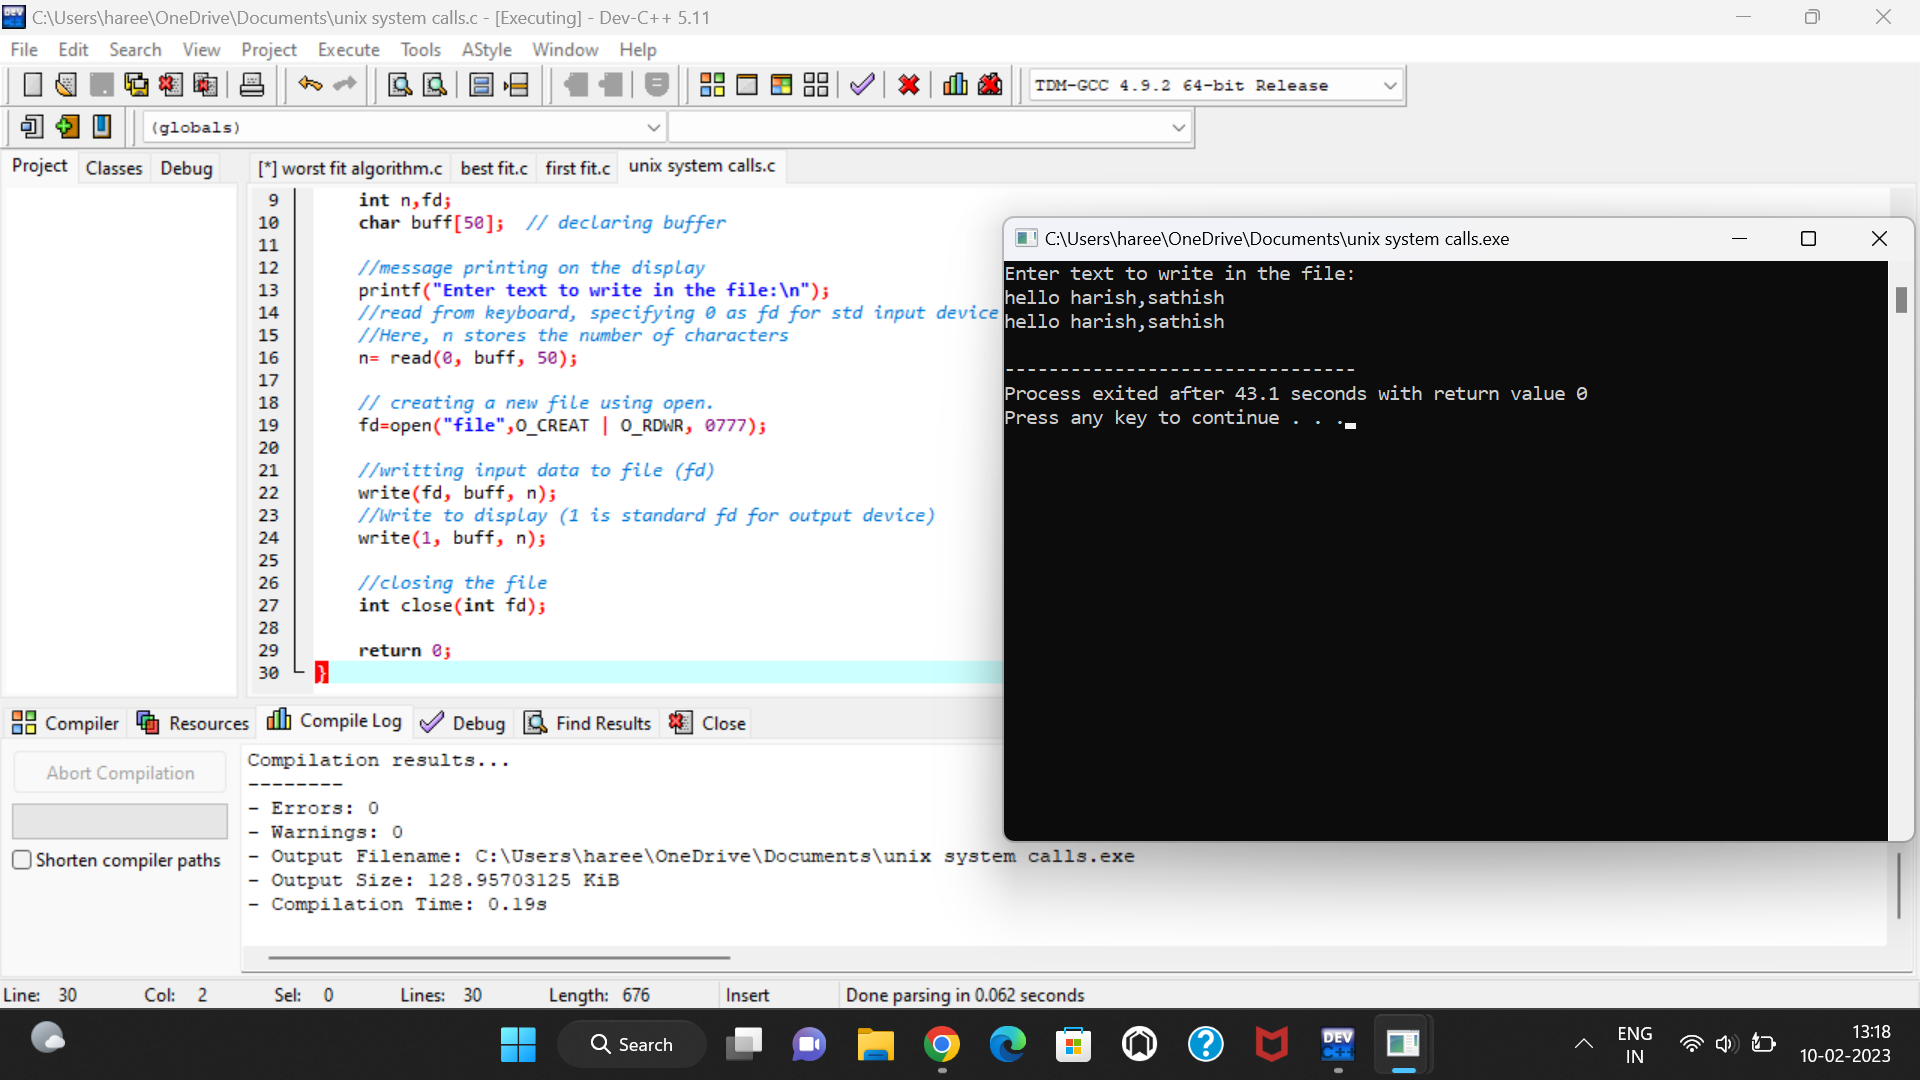 C:\Users\haree\OneDrive\Documents\unix system calls.c - [Executing] - Dev-C++ 5.11
File Edit Search View Project Execute Tools AStyle Window Help
TDM-GCC 4.9.2 64-bit Release
(globals)
Project Classes Debug [*] worst fit algorithm.c best fit.c first fit.c unix system calls.c
9 int n,fd;
10 char buff[50]; // declaring buffer
11
12 //message printing on the display
13 printf("Enter text to write in the file:\n");
14 //read from keyboard, specifying 0 as fd for std input device
15 //Here, n stores the number of characters
16 n= read(0, buff, 50);
17
18 // creating a new file using open.
19 fd=open("file",O_CREAT | O_RDWR, 0777);
20
21 //writting input data to file (fd)
22 write(fd, buff, n);
23 //Write to display (1 is standard fd for output device)
24 write(1, buff, n);
25
26 //closing the file
27 int close(int fd);
28
29 return 0;
30 }
C:\Users\haree\OneDrive\Documents\unix system calls.exe
Enter text to write in the file:
hello harish,sathish
hello harish,sathish
--------------------------------
Process exited after 43.1 seconds with return value 0
Press any key to continue . . .
Compiler Resources Compile Log Debug Find Results Close
Abort Compilation
Shorten compiler paths
Compilation results...
--------
- Errors: 0
- Warnings: 0
- Output Filename: C:\Users\haree\OneDrive\Documents\unix system calls.exe
- Output Size: 128.95703125 KiB
- Compilation Time: 0.19s
Line: 30 Col: 2 Sel: 0 Lines: 30 Length: 676 Insert Done parsing in 0.062 seconds
Search
DEV C++
ENG
IN
13:18
10-02-2023